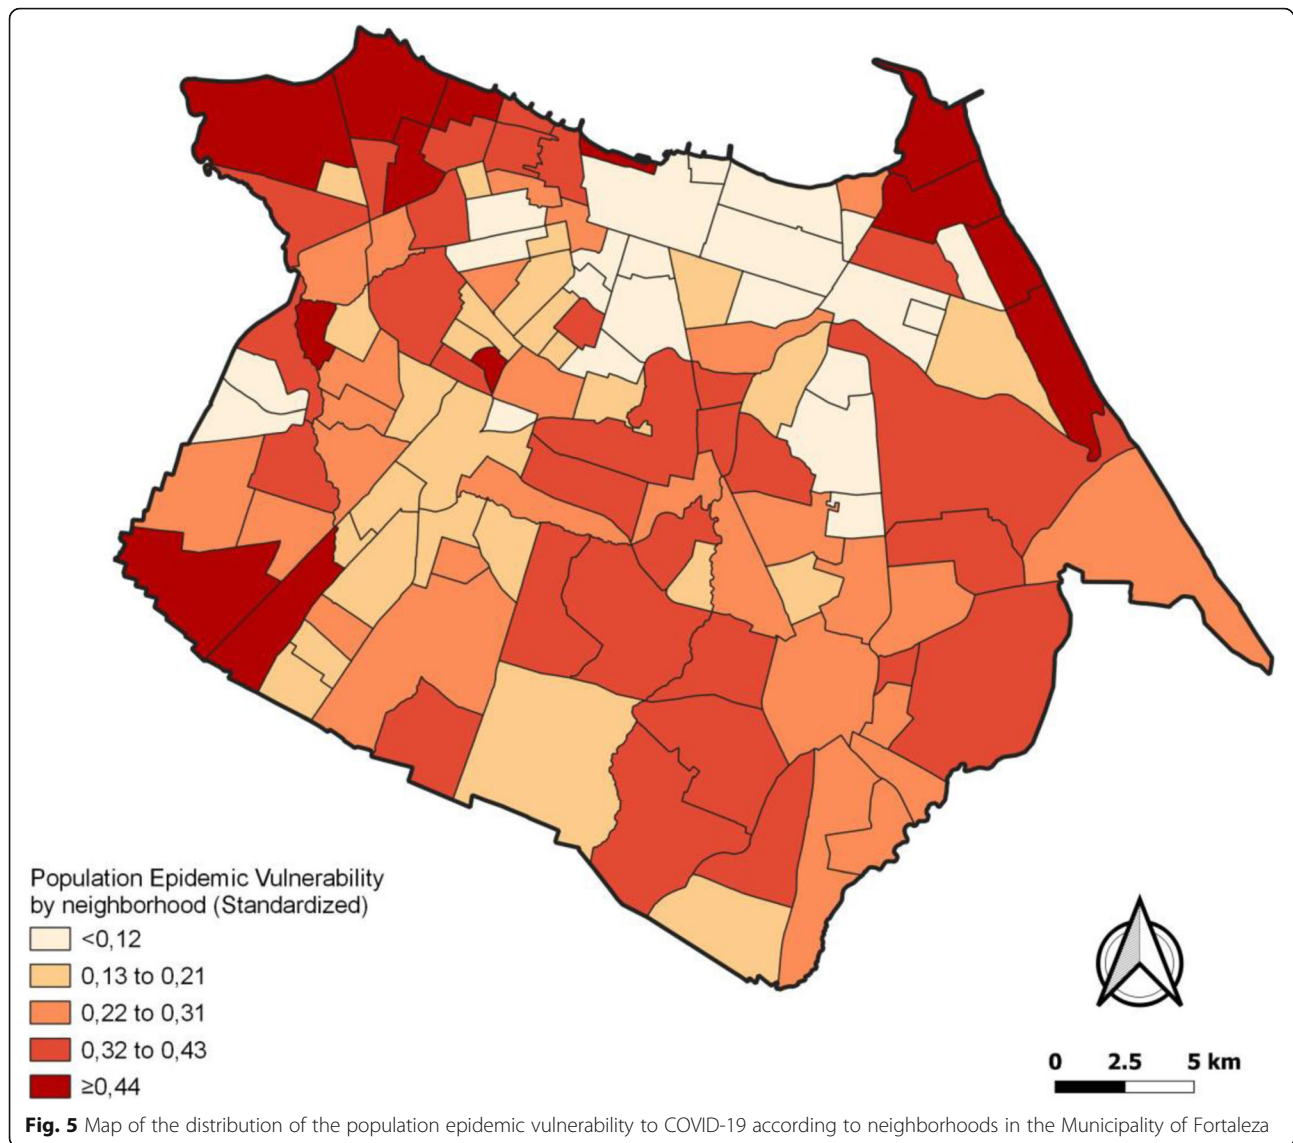 Population Epidemic Vulnerability
by neighborhood (Standardized)
<0,12
0,13 to 0,21
0,22 to 0,31
0,32 to 0,43
≥0,44
0 2.5 5 km
Fig. 5 Map of the distribution of the population epidemic vulnerability to COVID-19 according to neighborhoods in the Municipality of Fortaleza